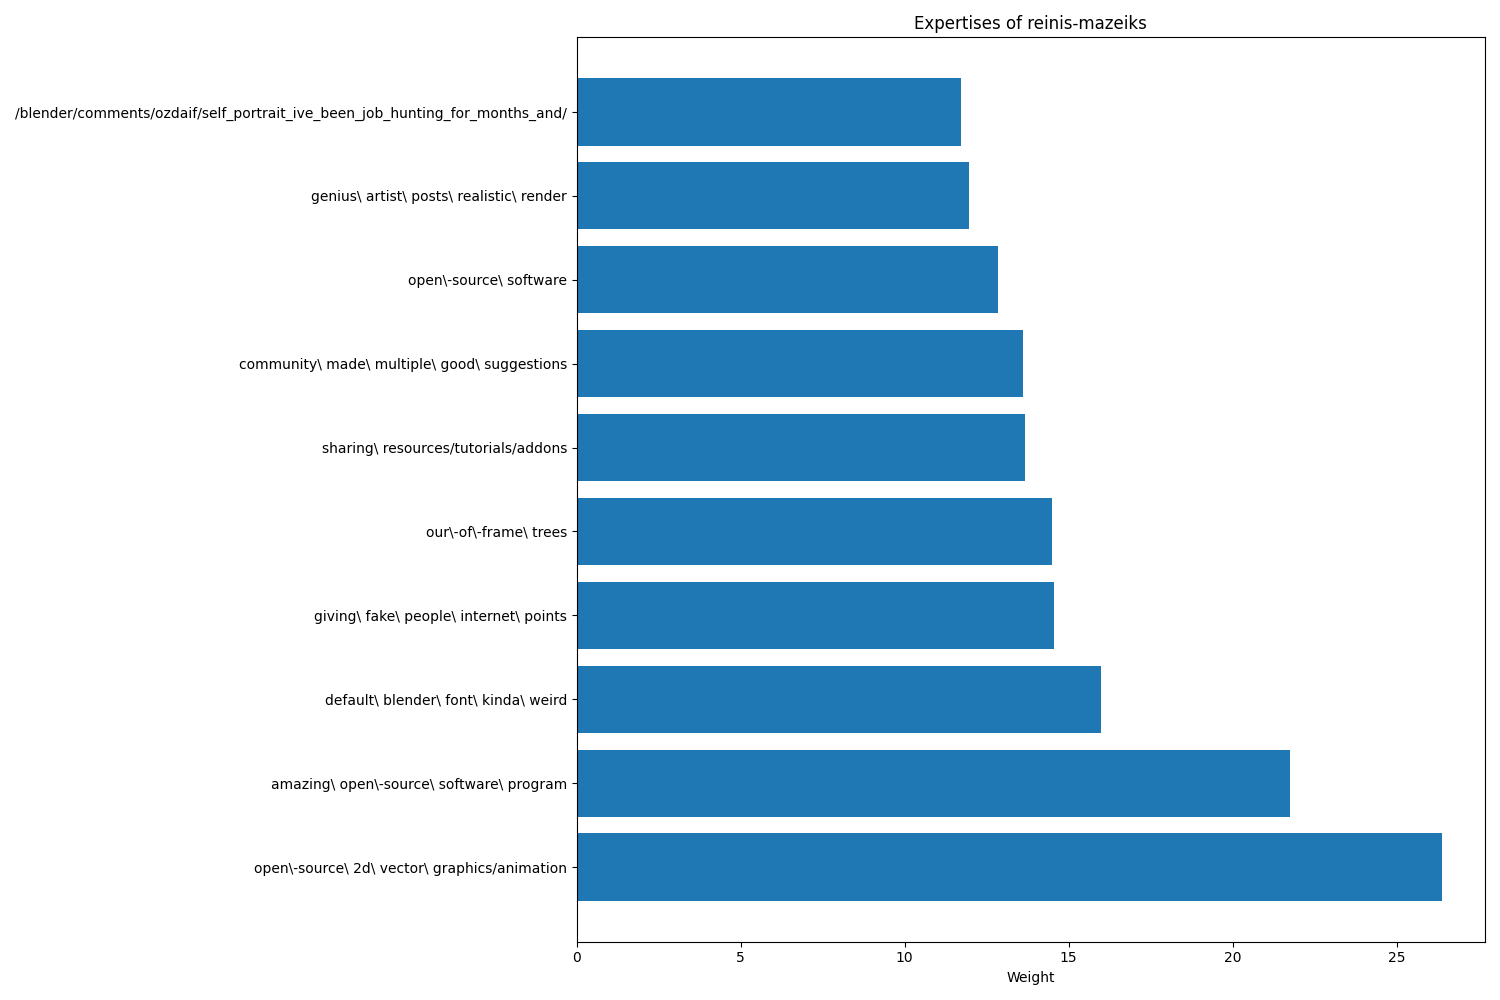 Expertises of reinis-mazeiks
/blender/comments/ozdaif/self_portrait_ive_been_job_hunting_for_months_and/
genius\ artist\ posts\ realistic\ render
open\-source\ software
community\ made\ multiple\ good\ suggestions
sharing\ resources/tutorials/addons
our\-of\-frame\ trees
giving\ fake\ people\ internet\ points
default\ blender\ font\ kinda\ weird
amazing\ open\-source\ software\ program
open\-source\ 2d\ vector\ graphics/animation
0 5 10 15 20 25
Weight